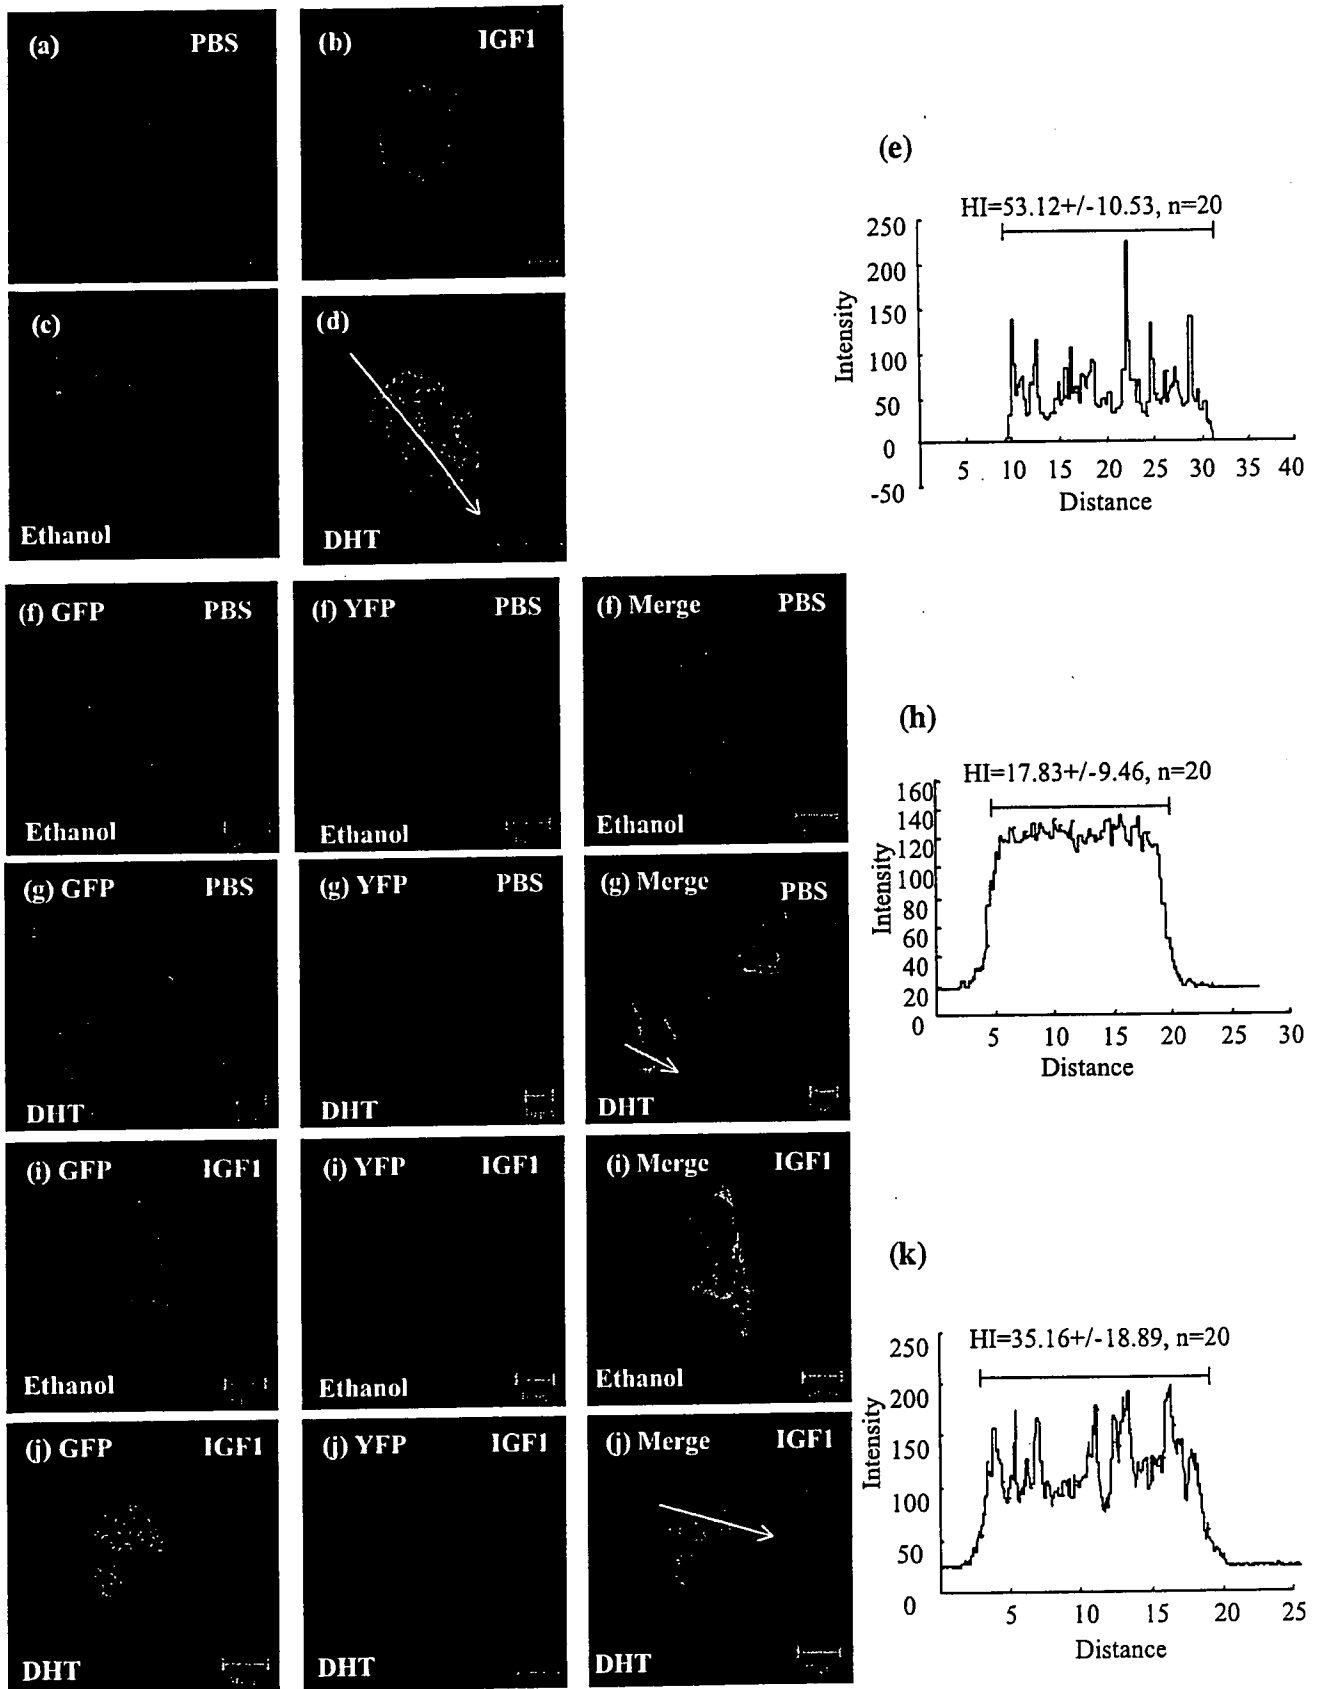 (a) PBS
(b) IGF1
(c)
Ethanol
(d)
DHT
(e)
HI=53.12+/-10.53, n=20
250
200
150
100
50
0
-50
Intensity
5 10 15 20 25 30 35 40
Distance
(f) GFP PBS
Ethanol
(f) YFP PBS
Ethanol
(f) Merge PBS
Ethanol
(g) GFP PBS
DHT
(g) YFP PBS
DHT
(g) Merge PBS
DHT
(h)
HI=17.83+/-9.46, n=20
160
140
120
100
80
60
40
20
0
Intensity
5 10 15 20 25 30
Distance
(i) GFP IGF1
Ethanol
(i) YFP IGF1
Ethanol
(i) Merge IGF1
Ethanol
(j) GFP IGF1
DHT
(j) YFP IGF1
DHT
(j) Merge IGF1
DHT
(k)
HI=35.16+/-18.89, n=20
250
200
150
100
50
0
Intensity
5 10 15 20 25
Distance